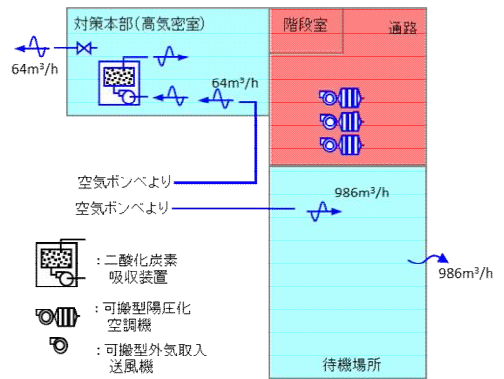 対策本部(高気密室)
階段室
通路
64m³/h
64m³/h
空気ボンベより
空気ボンベより
986m³/h
986m³/h
:二酸化炭素
吸収装置
:可搬型陽圧化
空調機
:可搬型外気取入
送風機
待機場所